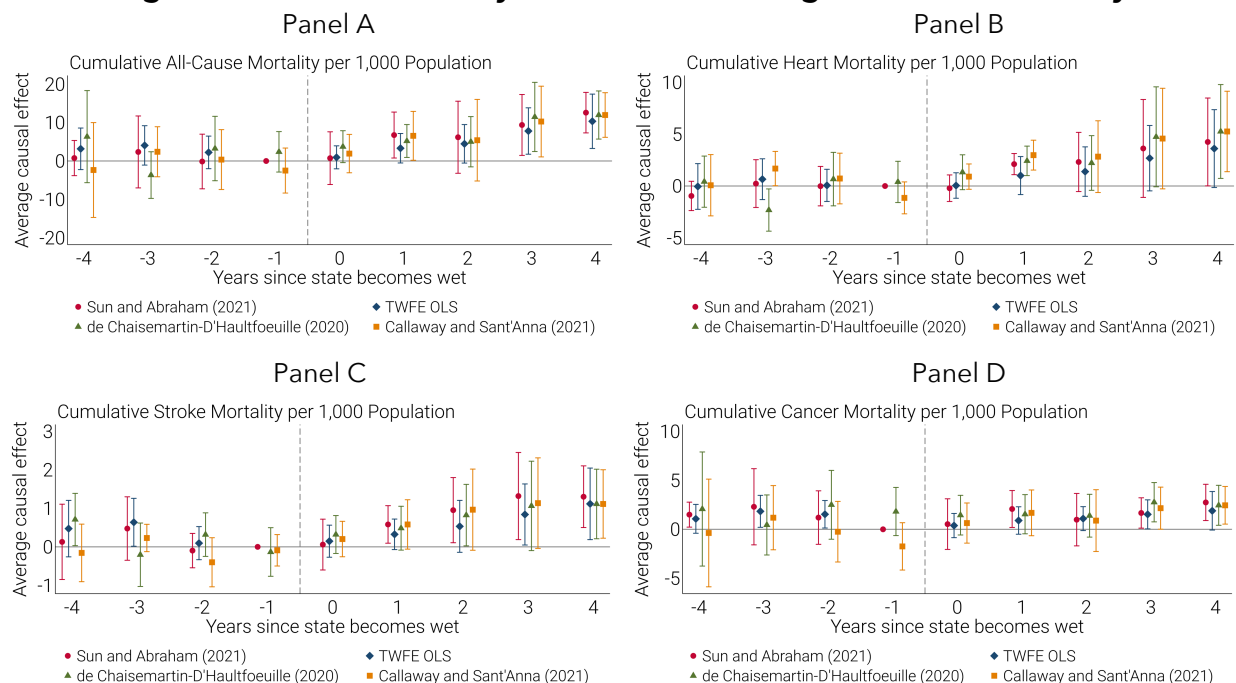 Panel A
Cumulative All-Cause Mortality per 1,000 Population
Average causal effect
20
10
0
-10
-20
-4 -3 -2 -1 0 1 2 3 4
Years since state becomes wet
Sun and Abraham (2021) TWFE OLS
de Chaisemartin-D'Haultfoeuille (2020) Callaway and Sant'Anna (2021)
Panel B
Cumulative Heart Mortality per 1,000 Population
Average causal effect
10
5
0
-5
-4 -3 -2 -1 0 1 2 3 4
Years since state becomes wet
Sun and Abraham (2021) TWFE OLS
de Chaisemartin-D'Haultfoeuille (2020) Callaway and Sant'Anna (2021)
Panel C
Cumulative Stroke Mortality per 1,000 Population
Average causal effect
3
2
1
0
-1
-4 -3 -2 -1 0 1 2 3 4
Years since state becomes wet
Sun and Abraham (2021) TWFE OLS
de Chaisemartin-D'Haultfoeuille (2020) Callaway and Sant'Anna (2021)
Panel D
Cumulative Cancer Mortality per 1,000 Population
Average causal effect
10
5
0
-5
-4 -3 -2 -1 0 1 2 3 4
Years since state becomes wet
Sun and Abraham (2021) TWFE OLS
de Chaisemartin-D'Haultfoeuille (2020) Callaway and Sant'Anna (2021)